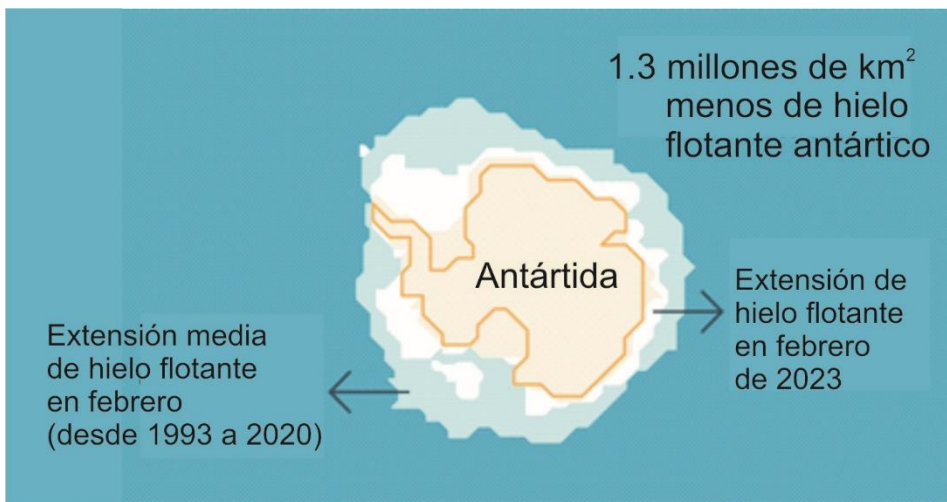 1.3 millones de km²
menos de hielo
flotante antártico
Antártida
Extensión de
hielo flotante
en febrero
de 2023
Extensión media
de hielo flotante
en febrero
(desde 1993 a 2020)